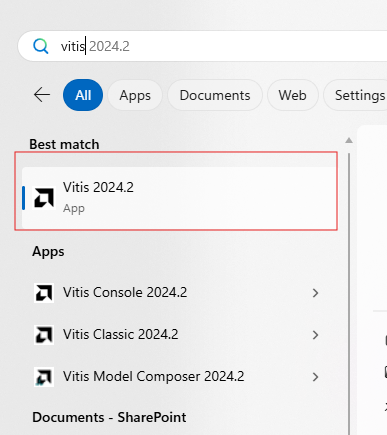 vitis 2024.2
All Apps Documents Web Settings
Best match
Vitis 2024.2
App
Apps
Vitis Console 2024.2
Vitis Classic 2024.2
Vitis Model Composer 2024.2
Documents - SharePoint